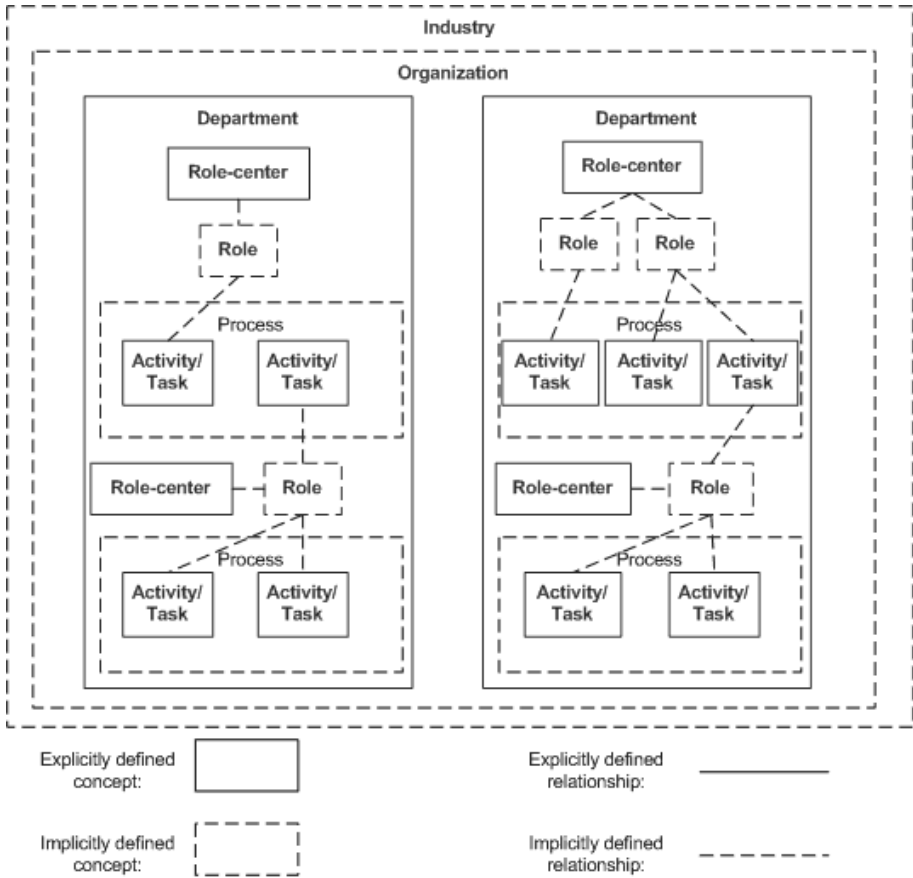 Industry
Organization
Department
Department
Role-center
Role-center
Role
Role
Role
Process
Process
Activity/
Task
Activity/
Task
Activity/
Task
Activity/
Task
Activity/
Task
Role-center
Role
Role-center
Role
Process
Process
Activity/
Task
Activity/
Task
Activity/
Task
Activity/
Task
Explicitly defined
concept:
Explicitly defined
relationship:
Implicitly defined
concept:
Implicitly defined
relationship: